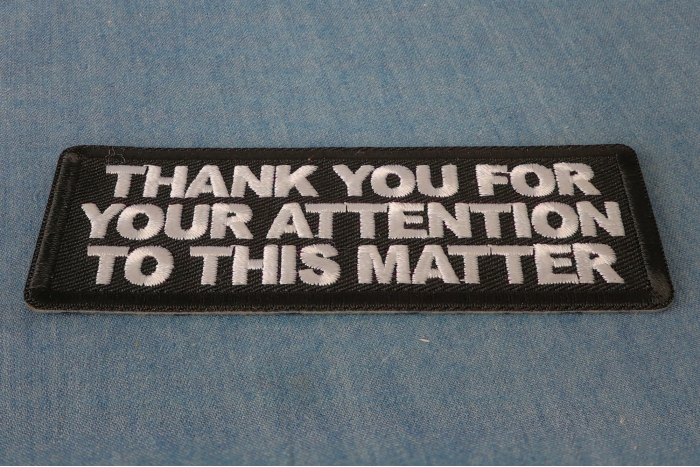 THANK YOU FOR
YOUR ATTENTION
TO THIS MATTER